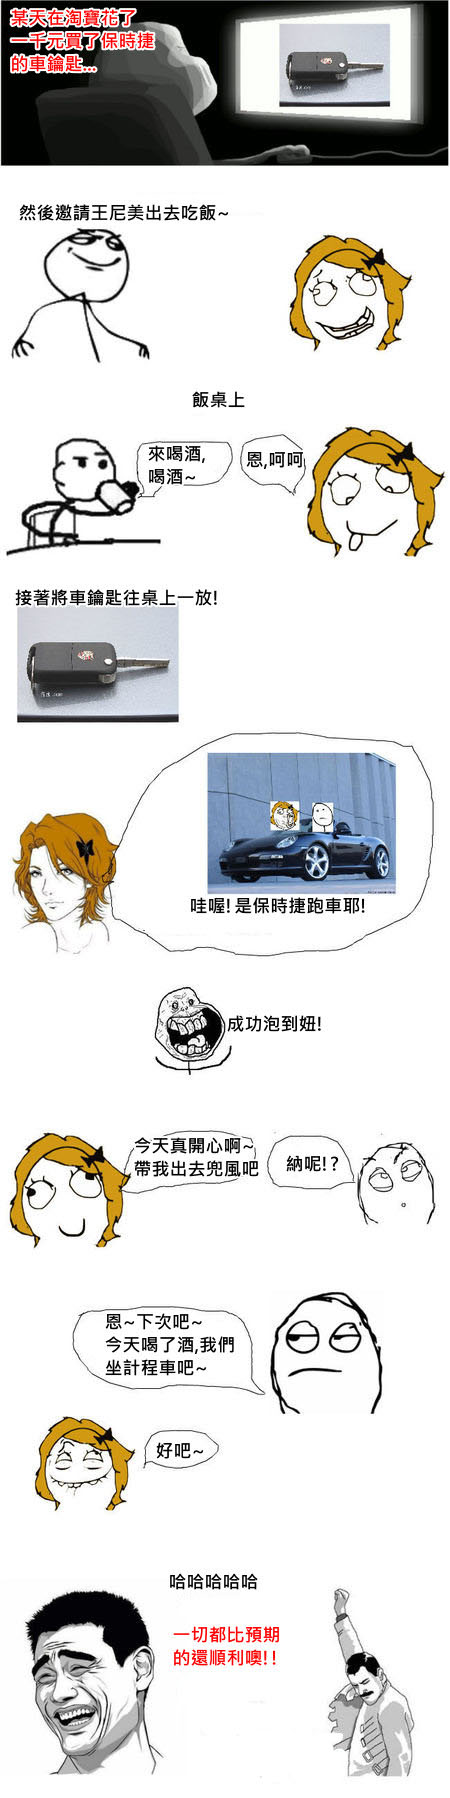 某天在淘寶花了
一千元買了保時捷
的車鑰匙...
然後邀請王尼美出去吃飯~
飯桌上
來喝酒,
喝酒~
恩,呵呵
接著將車鑰匙往桌上一放!
哇喔! 是保時捷跑車耶!
成功泡到妞!
今天真開心啊~
帶我出去兜風吧
納呢!?
恩~下次吧~
今天喝了酒,我們
坐計程車吧~
好吧~
哈哈哈哈哈
一切都比預期
的還順利噢!!